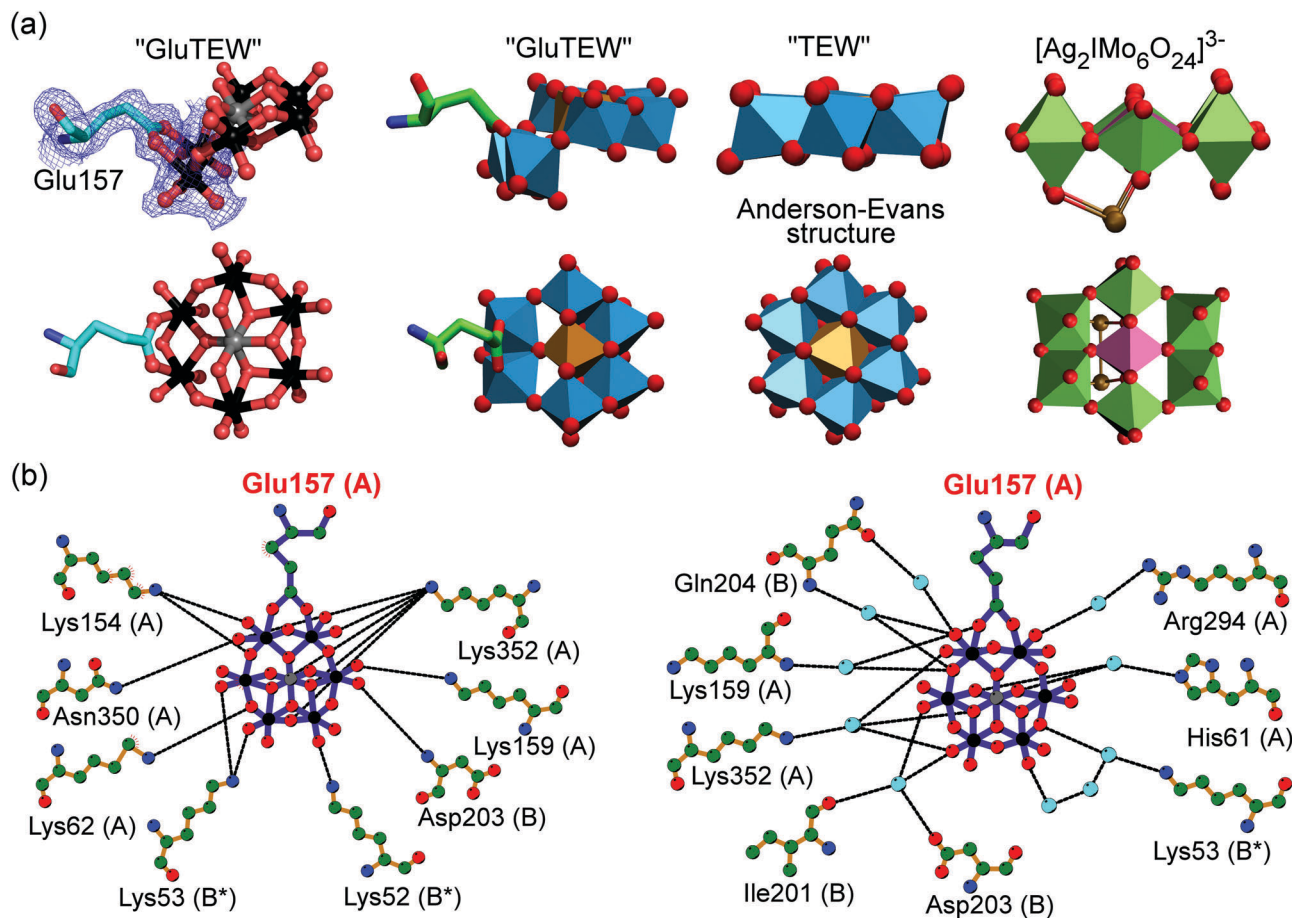 (a)
"GluTEW"
"GluTEW"
"TEW"
[Ag₂IMo₆O₂₄]³⁻
Glu157
Anderson-Evans
structure
(b)
Glu157 (A)
Lys154 (A)
Lys352 (A)
Asn350 (A)
Lys159 (A)
Lys62 (A)
Asp203 (B)
Lys53 (B*)
Lys52 (B*)
Glu157 (A)
Gln204 (B)
Arg294 (A)
Lys159 (A)
His61 (A)
Lys352 (A)
Lys53 (B*)
Ile201 (B)
Asp203 (B)